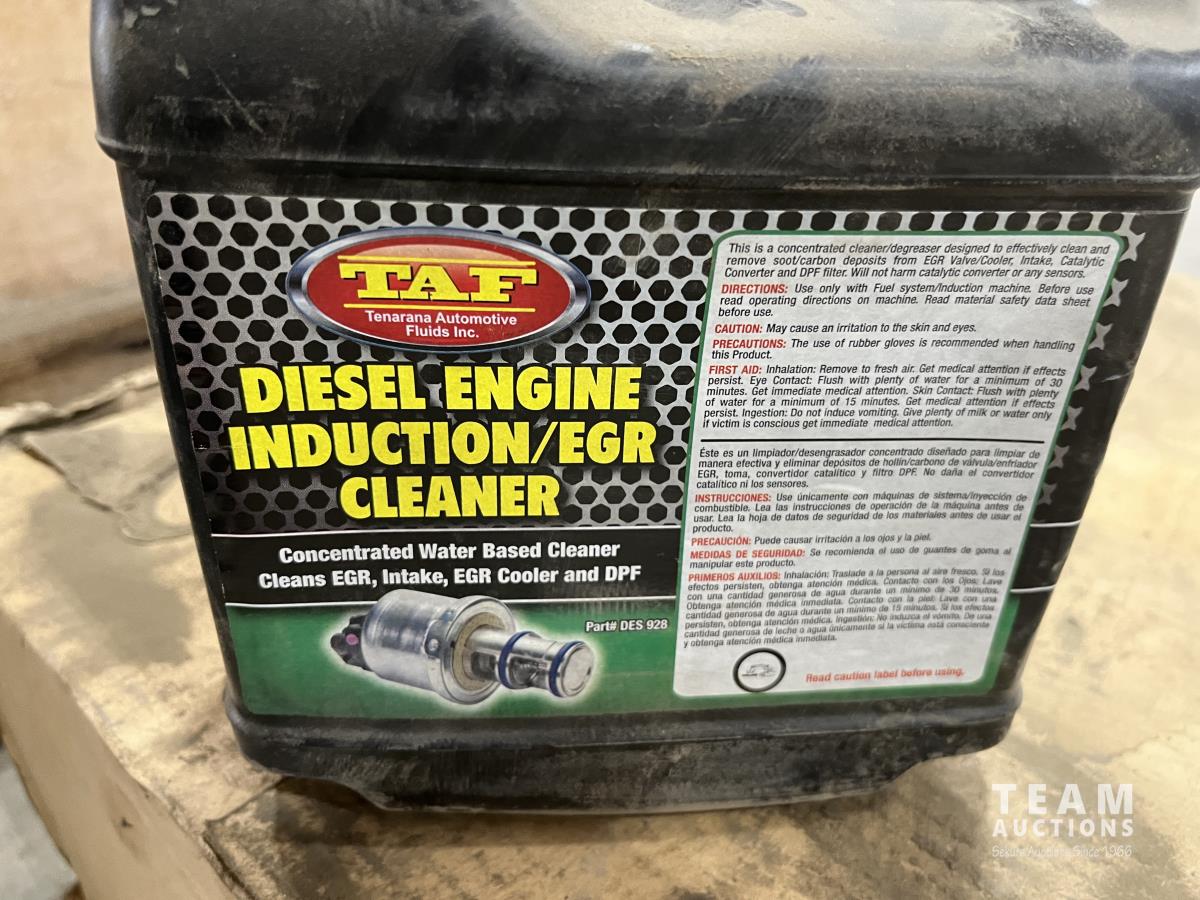 TAF
Tenarana Automotive
Fluids Inc.
DIESEL ENGINE
INDUCTION/EGR
CLEANER
Concentrated Water Based Cleaner
Cleans EGR, Intake, EGR Cooler and DPF
Part# DES 928
This is a concentrated cleaner/degreaser designed to effectively clean and
remove soot/carbon deposits from EGR Valve/Cooler, Intake, Catalytic
Converter and DPF filter. Will not harm catalytic converter or any sensors.
DIRECTIONS: Use only with Fuel system/Induction machine. Before use
read operating directions on machine. Read material safety data sheet
before use.
CAUTION: May cause an irritation to the skin and eyes.
PRECAUTIONS: The use of rubber gloves is recommended when handling
this Product.
FIRST AID: Inhalation: Remove to fresh air. Get medical attention if effects
persist. Eye Contact: Flush with plenty of water for a minimum of 30
minutes. Get immediate medical attention. Skin Contact: Flush with plenty
of water for a minimum of 15 minutes. Get medical attention if effects
persist. Ingestion: Do not induce vomiting. Give plenty of milk or water only
if victim is conscious get immediate medical attention.
Éste es un limpiador/desengrasador concentrado diseñado para limpiar de
manera efectiva y eliminar depósitos de hollín/carbono de válvula/enfriador
EGR, toma, convertidor catalítico y filtro DPF. No daña el convertidor
catalítico ni los sensores.
INSTRUCCIONES: Use únicamente con máquinas de sistema/inyección de
combustible. Lea las instrucciones de operación de la máquina antes de
usar. Lea la hoja de datos de seguridad de los materiales antes de usar el
producto.
PRECAUCIÓN: Puede causar irritación a los ojos y la piel.
MEDIDAS DE SEGURIDAD: Se recomienda el uso de guantes de goma al
manipular este producto.
PRIMEROS AUXILIOS: Inhalación: Traslade a la persona al aire fresco. Si los
efectos persisten, obtenga atención médica. Contacto con los Ojos: Lave
con una cantidad generosa de agua durante un mínimo de 30 minutos.
Obtenga atención médica inmediata. Contacto con la piel: Lave con una
cantidad generosa de agua durante un mínimo de 15 minutos. Si los efectos
persisten, obtenga atención médica. Ingestión: No induzca el vómito. De una
cantidad generosa de leche o agua únicamente si la víctima está consciente
y obtenga atención médica inmediata.
Read caution label before using.
TEAM
AUCTIONS
Since 1966